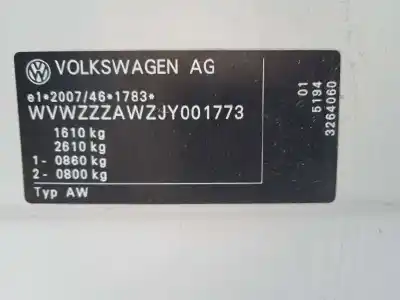 VOLKSWAGEN AG
e1*2007/46*1783*
WVWZZZAWZJY001773
1610 kg
2610 kg
1- 0860 kg
2- 0800 kg
Typ AW
01
5194
3264060